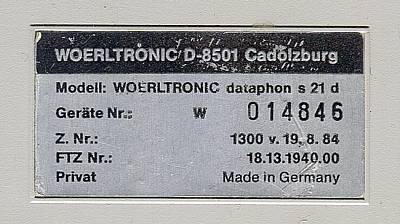 WOERLTRONIC/D-8501 Cadolzburg
Modell: WOERLTRONIC dataphon s 21 d
Geräte Nr.: W 014846
Z. Nr.: 1300 v. 19. 8. 84
FTZ Nr.: 18.13.1940.00
Privat Made in Germany